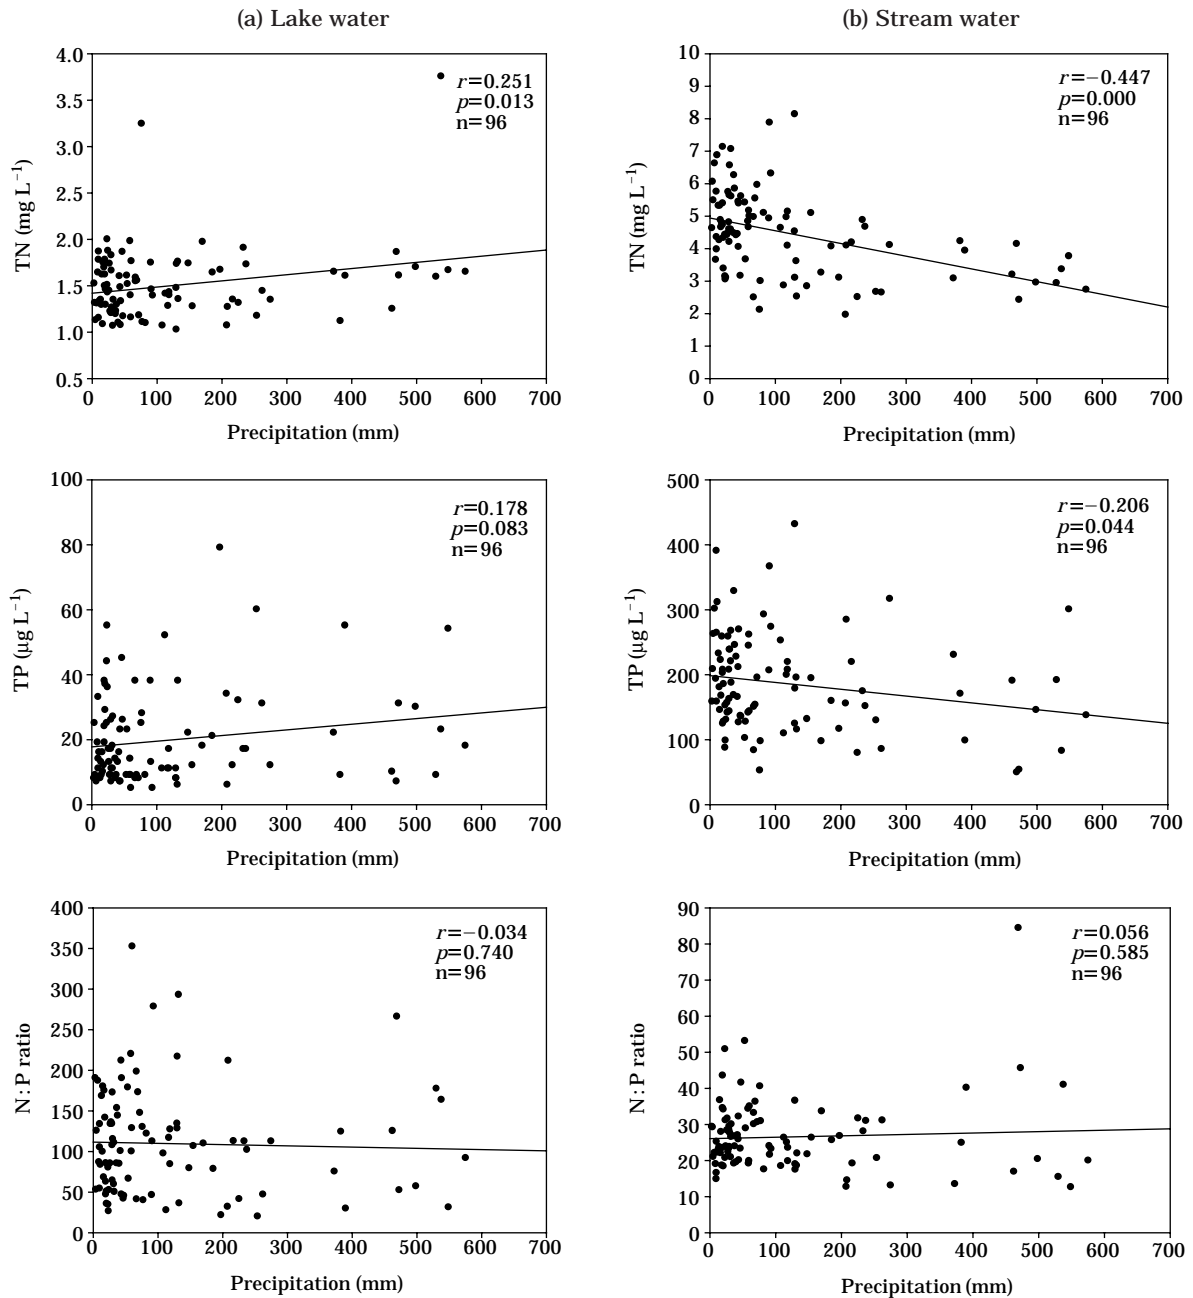 (a) Lake water
(b) Stream water
4.0
3.5
3.0
2.5
2.0
1.5
1.0
0.5
TN (mg L⁻¹)
r=0.251
p=0.013
n=96
0 100 200 300 400 500 600 700
Precipitation (mm)
10
9
8
7
6
5
4
3
2
1
0
TN (mg L⁻¹)
r=−0.447
p=0.000
n=96
0 100 200 300 400 500 600 700
Precipitation (mm)
100
80
60
40
20
0
TP (µg L⁻¹)
r=0.178
p=0.083
n=96
0 100 200 300 400 500 600 700
Precipitation (mm)
500
400
300
200
100
0
TP (µg L⁻¹)
r=−0.206
p=0.044
n=96
0 100 200 300 400 500 600 700
Precipitation (mm)
400
350
300
250
200
150
100
50
0
N:P ratio
r=−0.034
p=0.740
n=96
0 100 200 300 400 500 600 700
Precipitation (mm)
90
80
70
60
50
40
30
20
10
0
N:P ratio
r=0.056
p=0.585
n=96
0 100 200 300 400 500 600 700
Precipitation (mm)